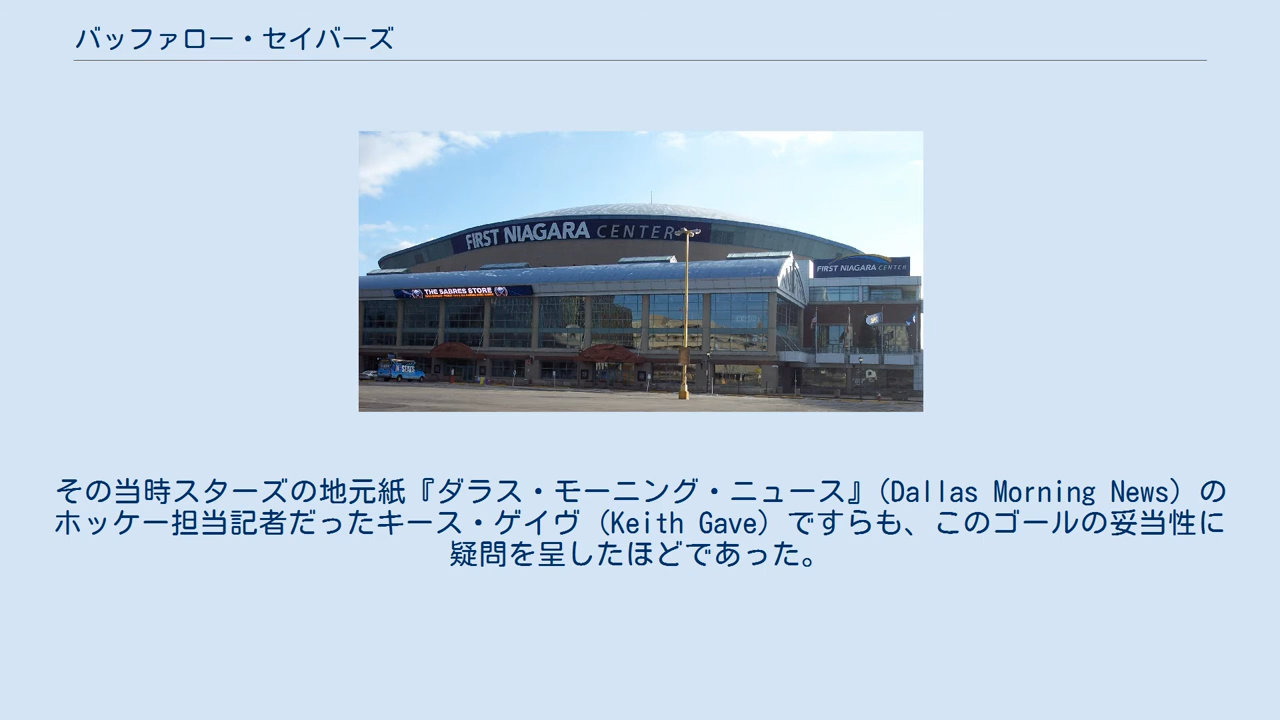 バッファロー・セイバーズ
FIRST NIAGARA CENTER
FIRST NIAGARA CENTER
THE SABRES STORE
その当時スターズの地元紙『ダラス・モーニング・ニュース』(Dallas Morning News) の
ホッケー担当記者だったキース・ゲイヴ (Keith Gave) ですらも、このゴールの妥当性に
疑問を呈したほどであった。